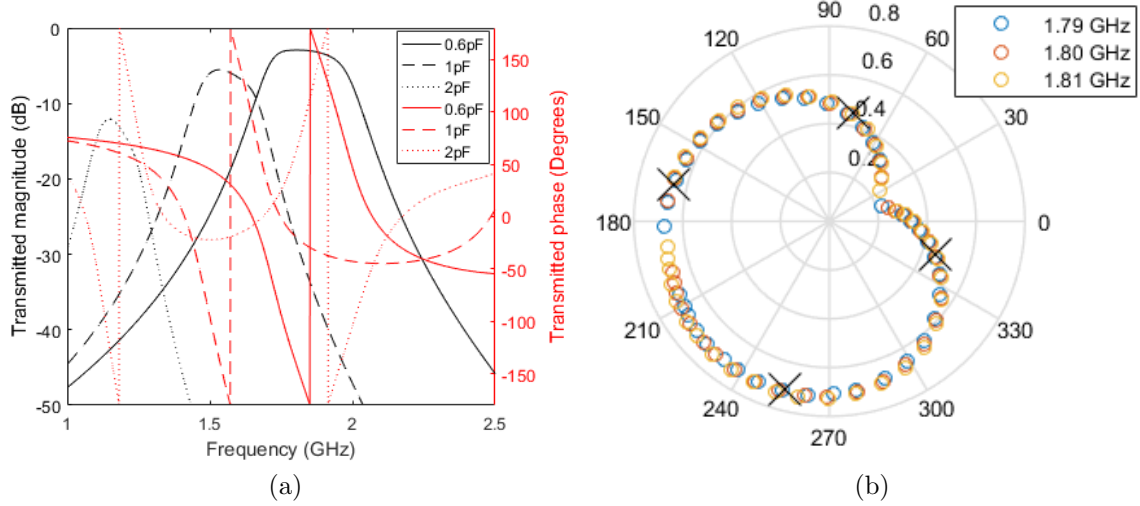 0
-10
-20
-30
-40
-50
Transmitted magnitude (dB)
1
1.5
2
2.5
Frequency (GHz)
150
100
50
0
-50
-100
-150
Transmitted phase (Degrees)
0.6pF
1pF
2pF
0.6pF
1pF
2pF
(a)
90
0.8
120
60
0.6
150
0.4
30
0.2
180
0
210
330
240
300
270
1.79 GHz
1.80 GHz
1.81 GHz
(b)